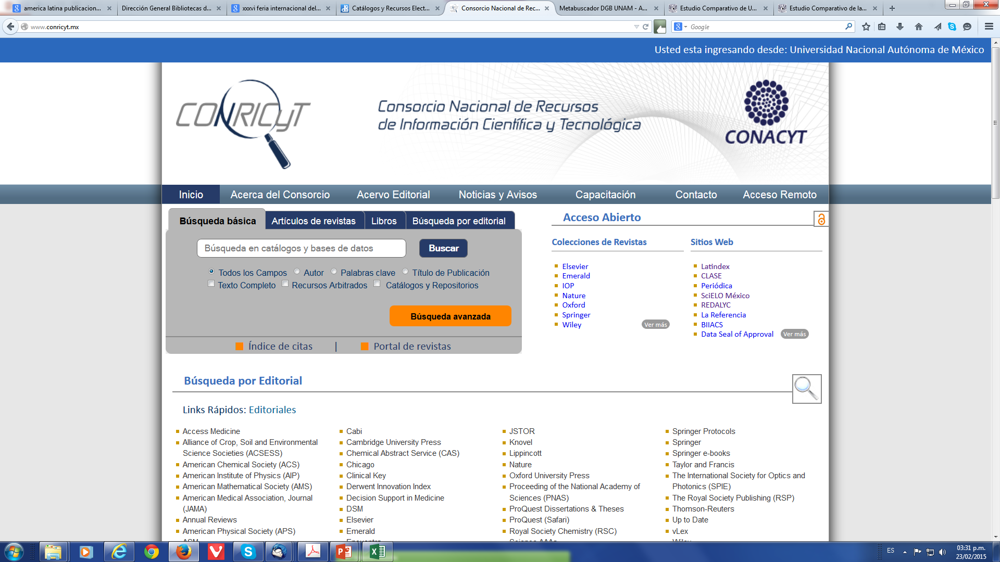 america latina publicacion...
Dirección General Bibliotecas d...
xxxvi feria internacional del...
Catálogos y Recursos Elect...
Consorcio Nacional de Rec...
Metabuscador DGB UNAM - A...
Estudio Comparativo de U...
Estudio Comparativo de la...
www.conricyt.mx
Google
Usted esta ingresando desde: Universidad Nacional Autónoma de México
CONRICyT
Consorcio Nacional de Recursos
de Información Científica y Tecnológica
CONACYT
Inicio
Acerca del Consorcio
Acervo Editorial
Noticias y Avisos
Capacitación
Contacto
Acceso Remoto
Búsqueda básica
Artículos de revistas
Libros
Búsqueda por editorial
Búsqueda en catálogos y bases de datos
Buscar
Todos los Campos
Autor
Palabras clave
Título de Publicación
Texto Completo
Recursos Arbitrados
Catálogos y Repositorios
Búsqueda avanzada
Índice de citas
|
Portal de revistas
Acceso Abierto
Colecciones de Revistas
Elsevier
Emerald
IOP
Nature
Oxford
Springer
Wiley
Ver más
Sitios Web
Latindex
CLASE
Periódica
SciELO México
REDALYC
La Referencia
BIIACS
Data Seal of Approval
Ver más
Búsqueda por Editorial
Links Rápidos: Editoriales
Access Medicine
Alliance of Crop, Soil and Environmental
Science Societies (ACSESS)
American Chemical Society (ACS)
American Institute of Physics (AIP)
American Mathematical Society (AMS)
American Medical Association, Journal
(JAMA)
Annual Reviews
American Physical Society (APS)
Cabi
Cambridge University Press
Chemical Abstract Service (CAS)
Chicago
Clinical Key
Derwent Innovation Index
Decision Support in Medicine
DSM
Elsevier
Emerald
JSTOR
Knovel
Lippincott
Nature
Oxford University Press
Proceeding of the National Academy of
Sciences (PNAS)
ProQuest Dissertations & Theses
ProQuest (Safari)
Royal Society Chemistry (RSC)
Springer Protocols
Springer
Springer e-books
Taylor and Francis
The International Society for Optics and
Photonics (SPIE)
The Royal Society Publishing (RSP)
Thomson-Reuters
Up to Date
vLex
ES
03:31 p.m.
23/02/2015